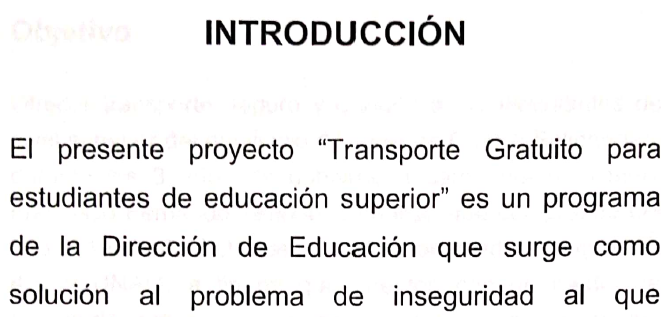 INTRODUCCIÓN
El presente proyecto “Transporte Gratuito para
estudiantes de educación superior” es un programa
de la Dirección de Educación que surge como
solución al problema de inseguridad al que